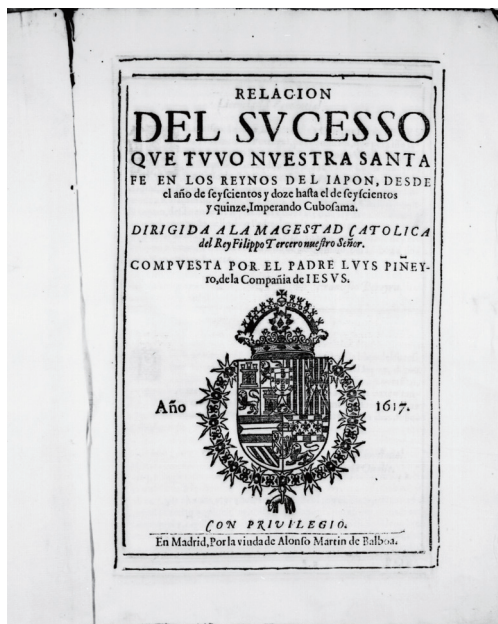 RELACION
DEL SVCESSO
QVE TVVO NVESTRA SANTA
FE EN LOS REYNOS DEL IAPON, DESDE
el año de seyscientos y doze hasta el de seyscientos
y quinze, Imperando Cubosama.
DIRIGIDA A LA MAGESTAD CATOLICA
del Rey Filippo Tercero nuestro Señor.
COMPVESTA POR EL PADRE LVYS PIÑEY-
ro, de la Compañia de IESVS.
Año 1617.
CON PRIVILEGIO.
En Madrid, Por la viuda de Alonso Martin de Balboa.